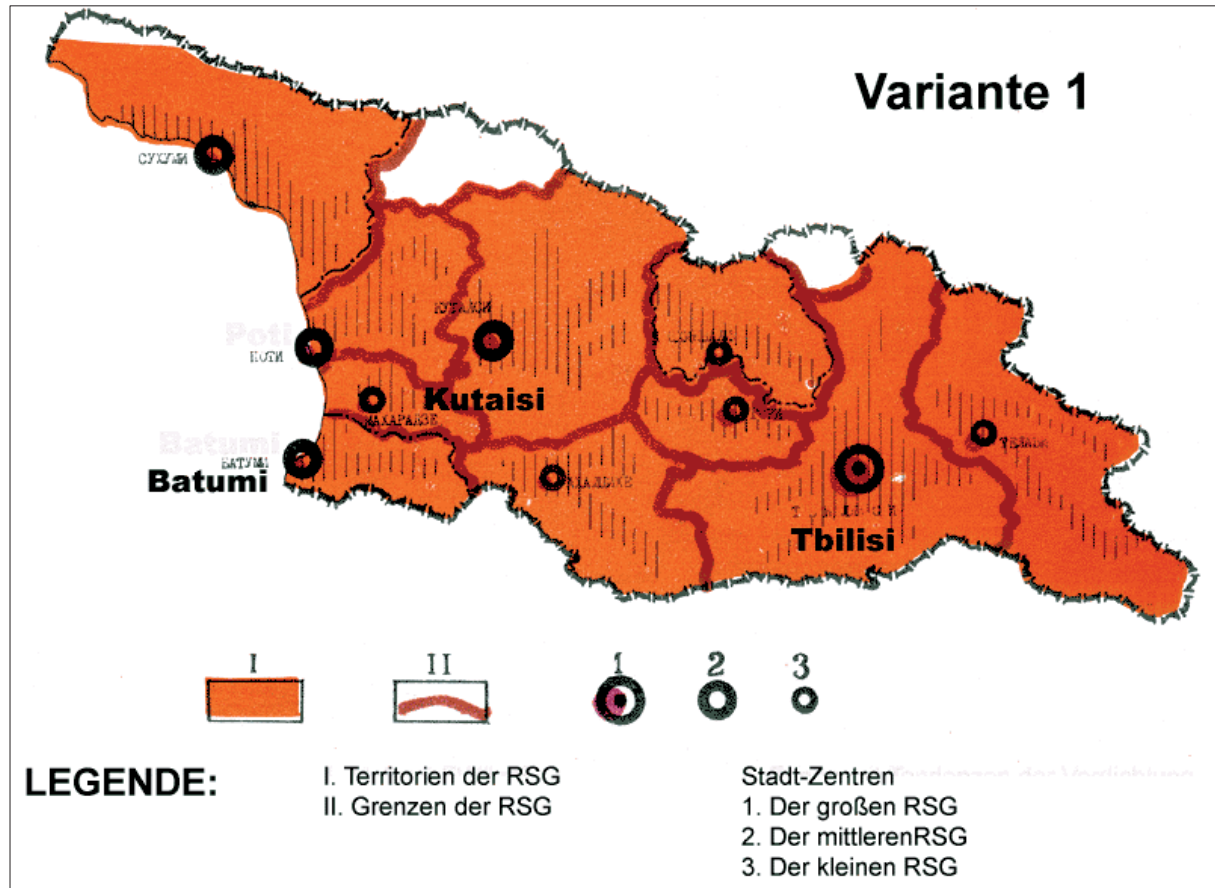 Variante 1
СУХУМИ
КУТАИСИ
Poti
ПОТИ
Kutaisi
МАХАРАДЗЕ
Batumi
БАТУМИ
Batumi
ТЕЛАВИ
Tbilisi
I II 1 2 3
LEGENDE:
I. Territorien der RSG
II. Grenzen der RSG
Stadt-Zentren
1. Der großen RSG
2. Der mittlerenRSG
3. Der kleinen RSG